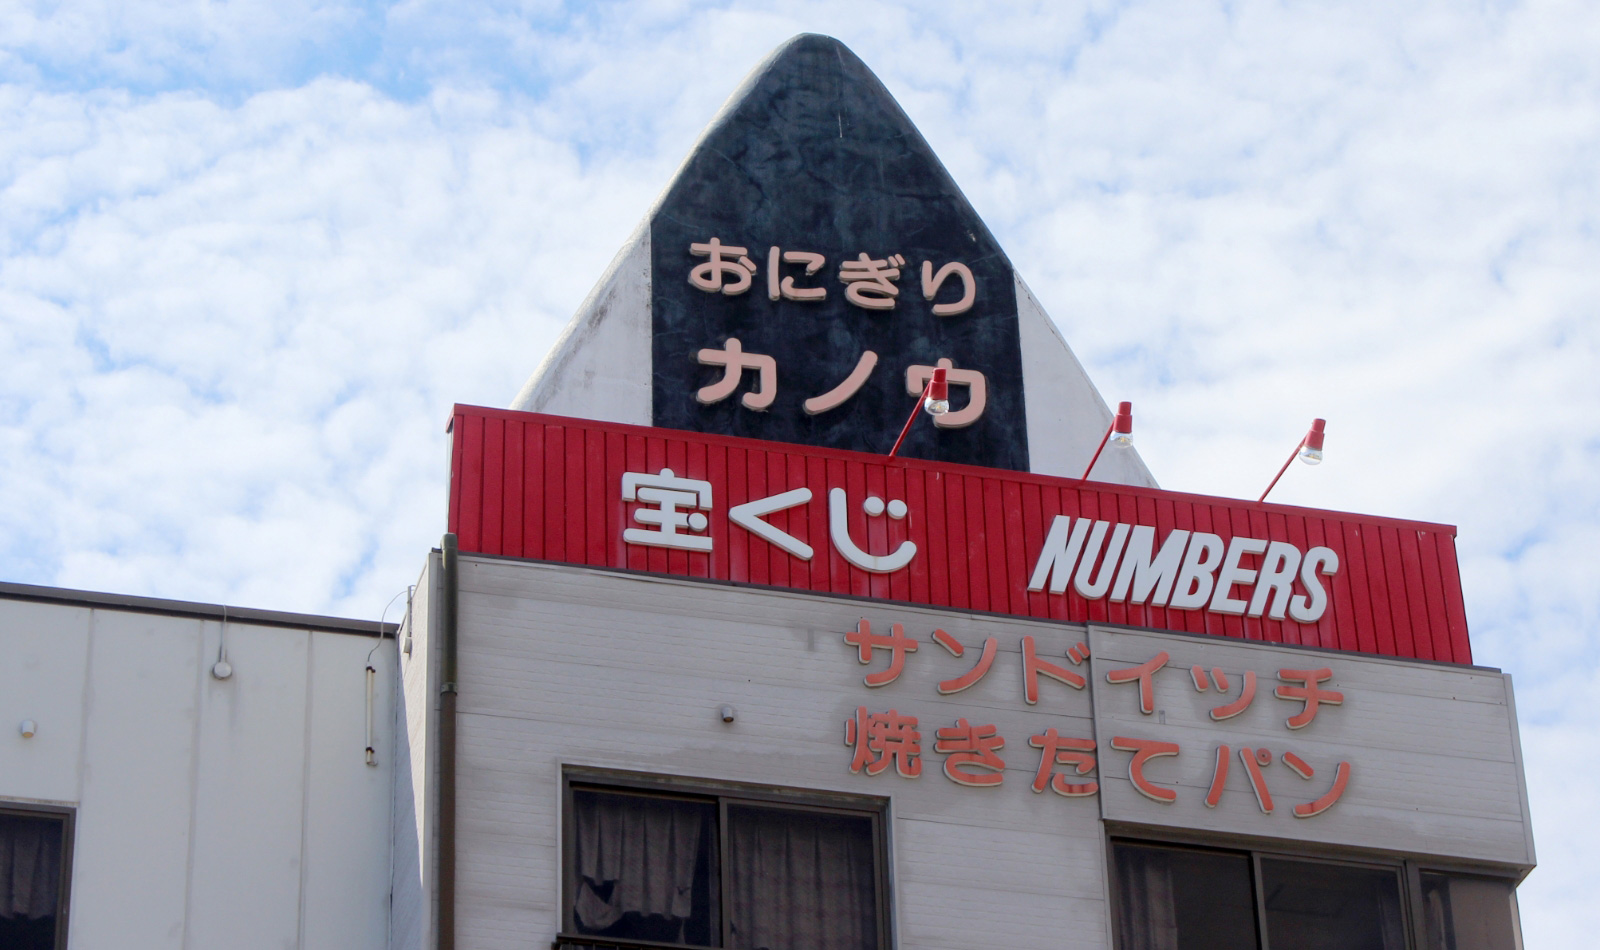 おにぎり
カノウ
宝くじ NUMBERS
サンドイッチ
焼きたてパン